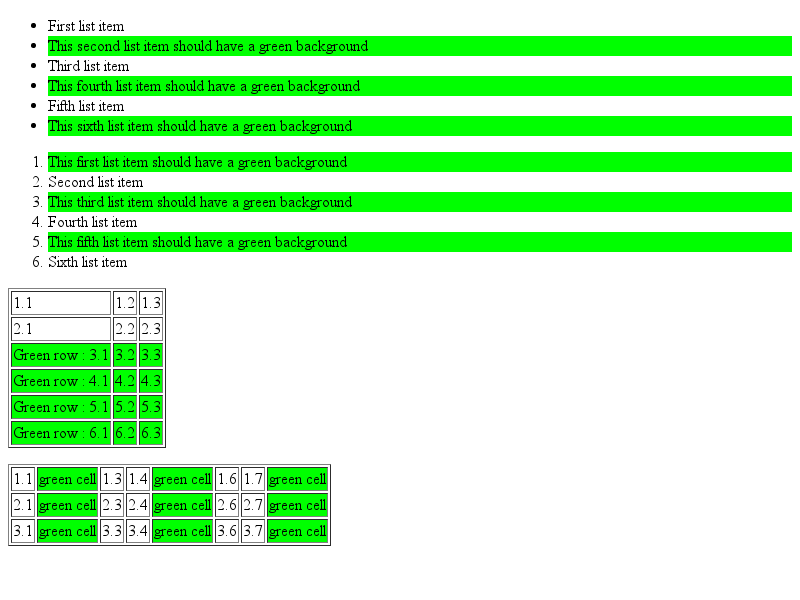 First list item
This second list item should have a green background
Third list item
This fourth list item should have a green background
Fifth list item
This sixth list item should have a green background
1. This first list item should have a green background
2. Second list item
3. This third list item should have a green background
4. Fourth list item
5. This fifth list item should have a green background
6. Sixth list item
1.1 1.2 1.3
2.1 2.2 2.3
Green row : 3.1 3.2 3.3
Green row : 4.1 4.2 4.3
Green row : 5.1 5.2 5.3
Green row : 6.1 6.2 6.3
1.1 green cell 1.3 1.4 green cell 1.6 1.7 green cell
2.1 green cell 2.3 2.4 green cell 2.6 2.7 green cell
3.1 green cell 3.3 3.4 green cell 3.6 3.7 green cell